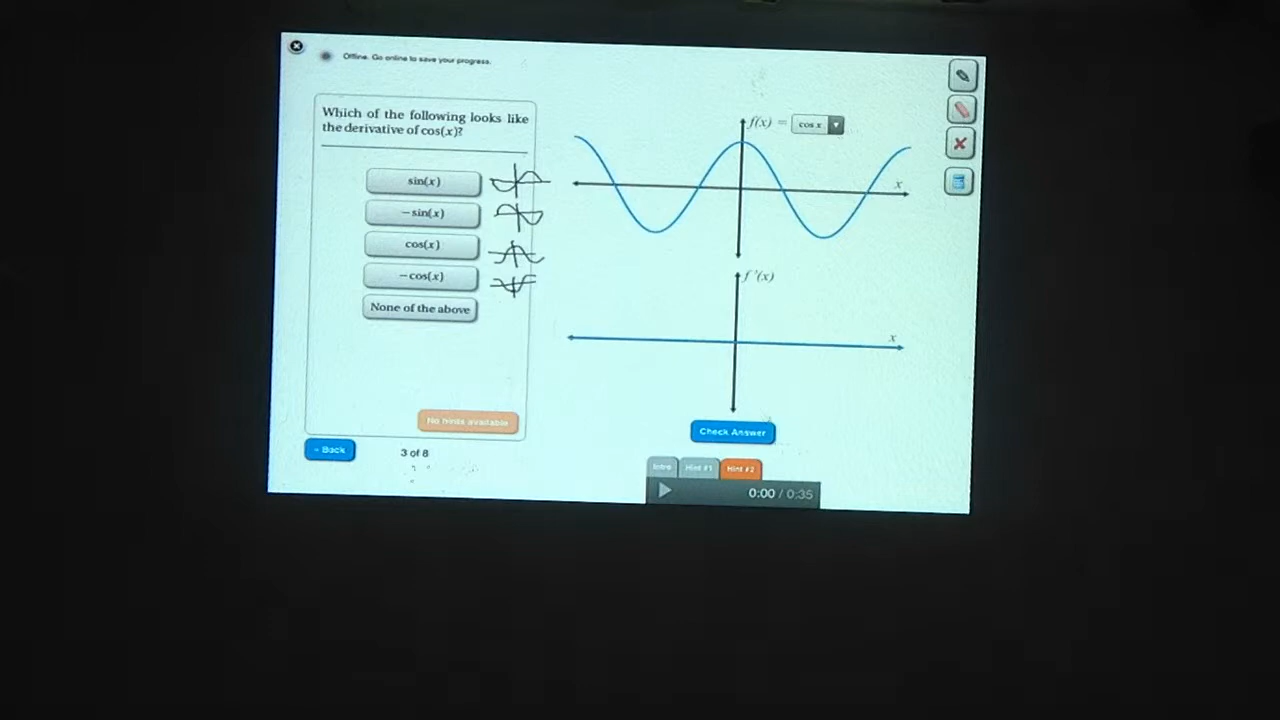 Offline. Go online to save your progress.
Which of the following looks like
the derivative of cos(x)?
sin(x)
−sin(x)
cos(x)
−cos(x)
None of the above
No hints available
< Back
3 of 8
f(x) = cos x
x
f'(x)
x
Check Answer
Intro
Hint #1
Hint #2
0:00 / 0:35